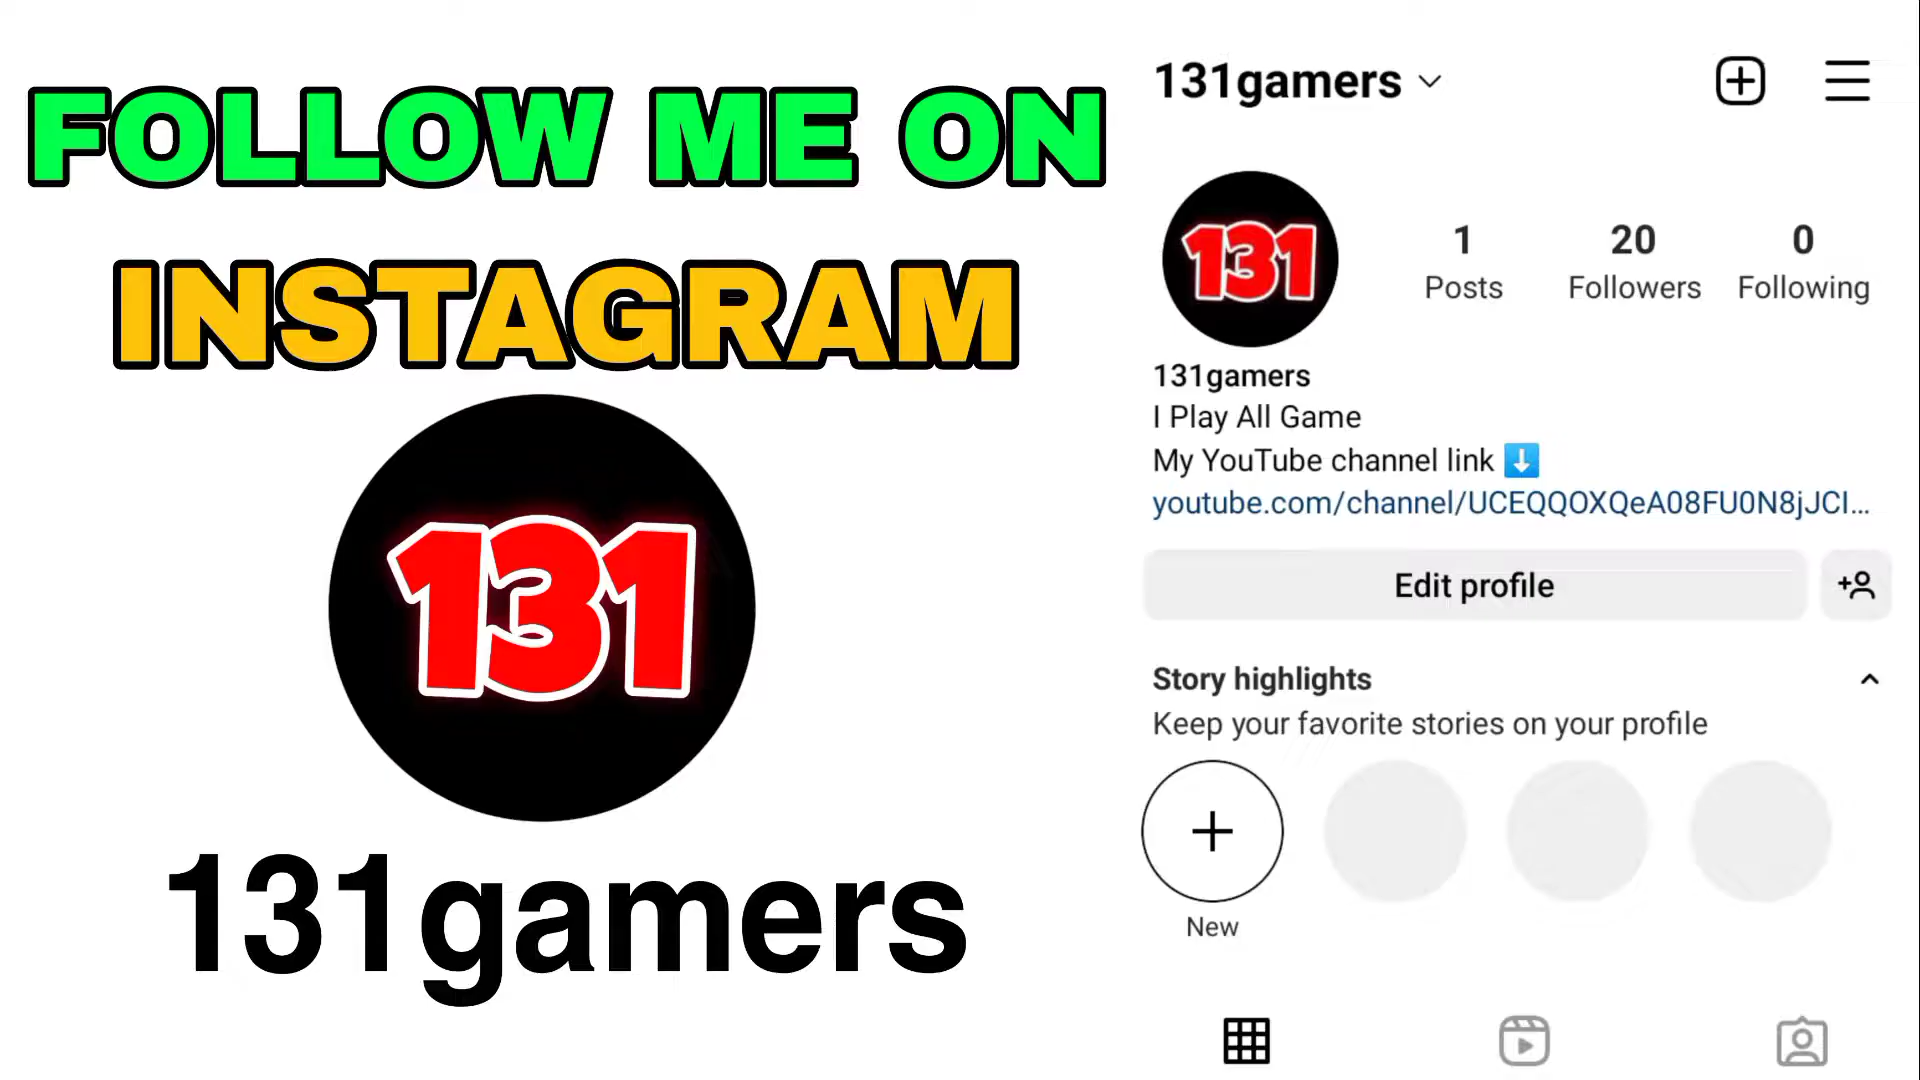 FOLLOW ME ON
INSTAGRAM
131
131gamers
131gamers
131
1
Posts
20
Followers
0
Following
131gamers
I Play All Game
My YouTube channel link ⬇️
youtube.com/channel/UCEQQOXQeA08FU0N8jJCI...
Edit profile
Story highlights
Keep your favorite stories on your profile
New